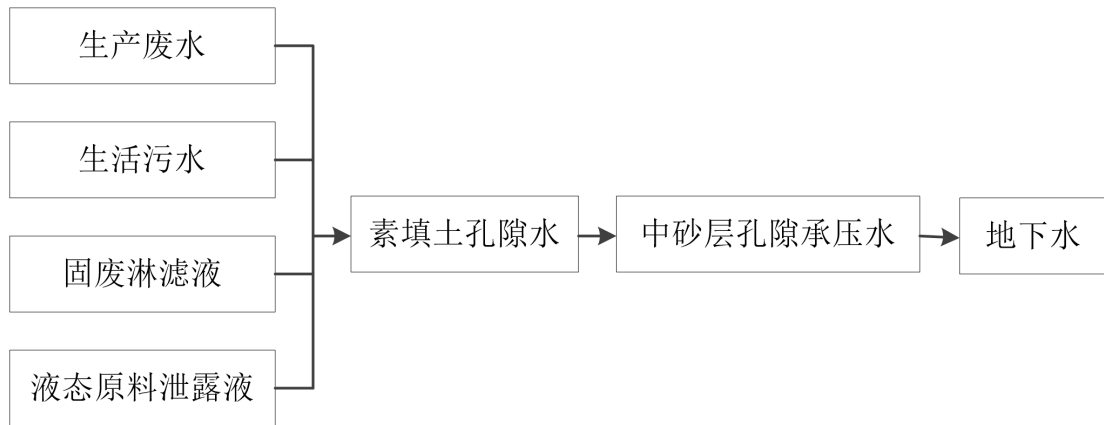 生产废水
生活污水
固废淋滤液
液态原料泄露液
素填土孔隙水
中砂层孔隙承压水
地下水